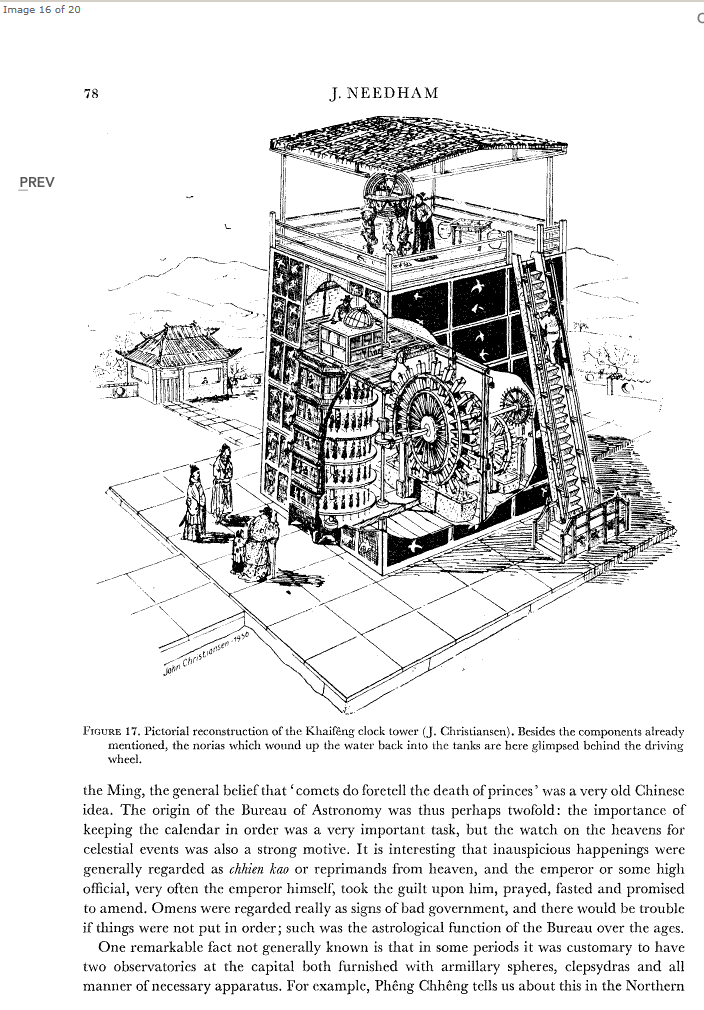 Image 16 of 20
C
78
J. NEEDHAM
PREV
John Christiansen - 1956
FIGURE 17. Pictorial reconstruction of the Khaifêng clock tower (J. Christiansen). Besides the components already
mentioned, the norias which wound up the water back into the tanks are here glimpsed behind the driving
wheel.
the Ming, the general belief that ‘comets do foretell the death of princes’ was a very old Chinese
idea. The origin of the Bureau of Astronomy was thus perhaps twofold: the importance of
keeping the calendar in order was a very important task, but the watch on the heavens for
celestial events was also a strong motive. It is interesting that inauspicious happenings were
generally regarded as chhien kao or reprimands from heaven, and the emperor or some high
official, very often the emperor himself, took the guilt upon him, prayed, fasted and promised
to amend. Omens were regarded really as signs of bad government, and there would be trouble
if things were not put in order; such was the astrological function of the Bureau over the ages.
One remarkable fact not generally known is that in some periods it was customary to have
two observatories at the capital both furnished with armillary spheres, clepsydras and all
manner of necessary apparatus. For example, Phêng Chhêng tells us about this in the Northern